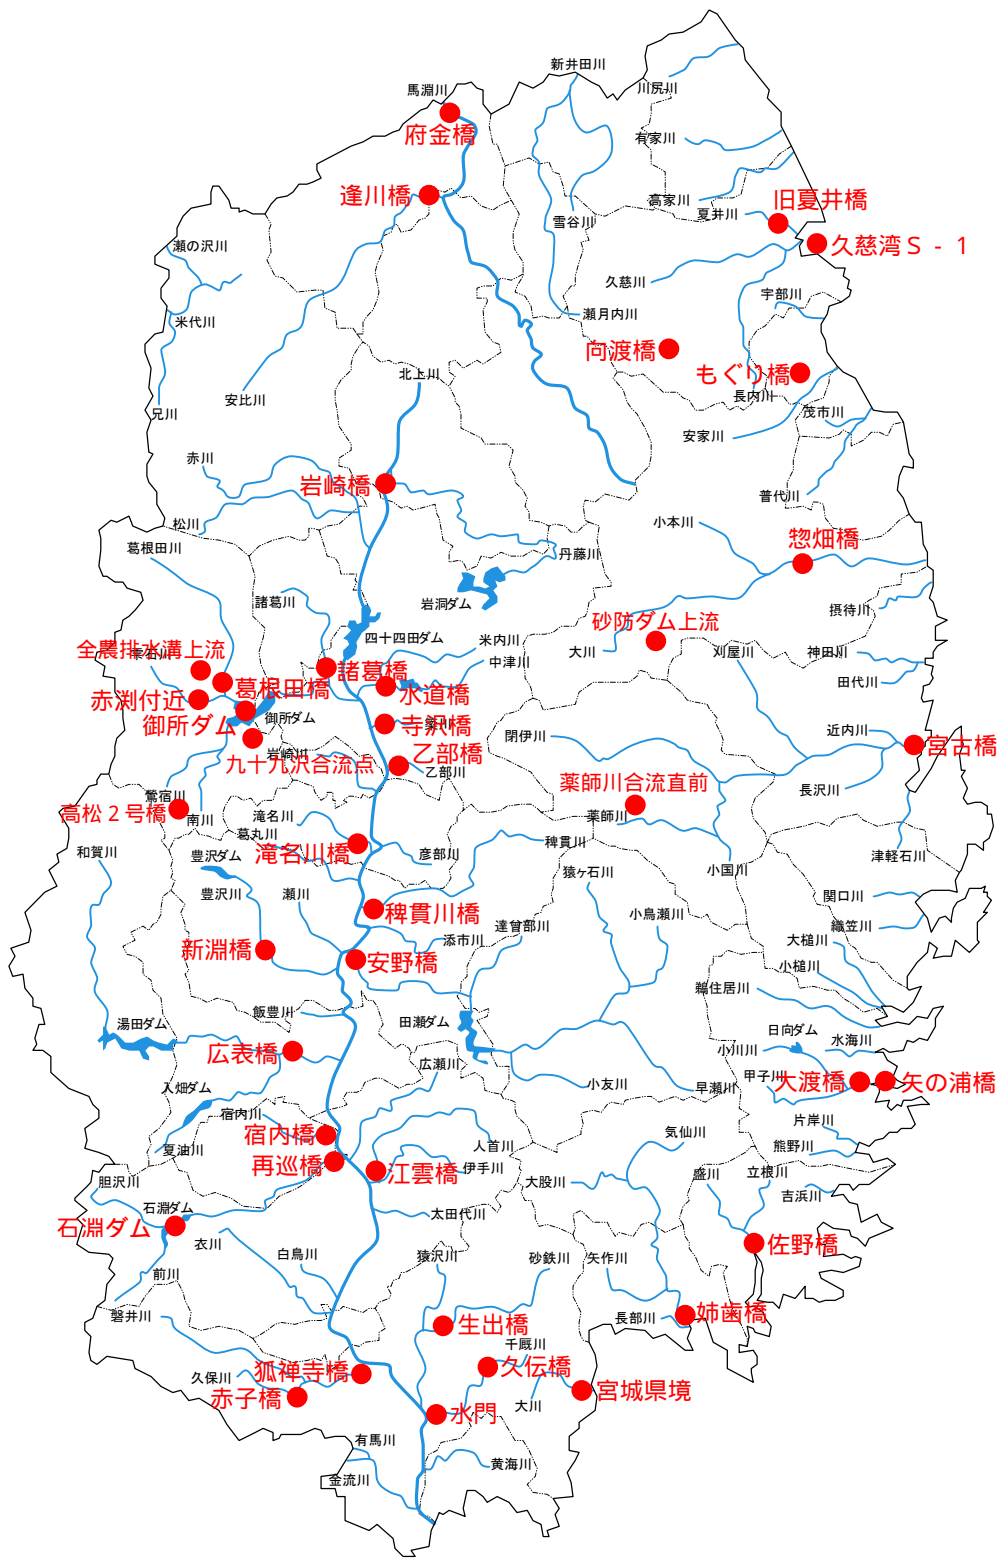 新井田川
馬淵川
川尻川
府金橋
有家川
逢川橋
高家川
旧夏井橋
夏井川
雪谷川
瀬の沢川
久慈湾Ｓ-１
久慈川
宇部川
米代川
瀬月内川
向渡橋
もぐり橋
北上川
長内川
安比川
兄川
茂市川
安家川
赤川
岩崎橋
普代川
松川
小本川
惣畑橋
葛根田川
丹藤川
諸葛川
岩洞ダム
摂待川
砂防ダム上流
四十四田ダム
米内川
全農排水溝上流
大川
刈屋川
神田川
中津川
諸葛橋
葛根田橋
水道橋
田代川
赤渕付近
御所ダム
御所ダム
寺沢橋
近内川
閉伊川
宮古橋
岩崎川
乙部橋
九十九沢合流点
乙部川
薬師川合流直前
長沢川
鶯宿川
高松２号橋
南川
滝名川
薬師川
葛丸川
稗貫川
和賀川
豊沢ダム
滝名川橋
彦部川
津軽石川
小国川
猿ヶ石川
豊沢川
瀬川
関口川
稗貫川橋
小烏瀬川
達曽部川
織笠川
新淵橋
添市川
大槌川
安野橋
小槌川
鵜住居川
飯豊川
湯田ダム
田瀬ダム
日向ダム
水海川
広表橋
小川川
広瀬川
甲子川
大渡橋
矢の浦橋
入畑ダム
小友川
早瀬川
宿内川
片岸川
宿内橋
気仙川
夏油川
人首川
熊野川
再巡橋
江雲橋
伊手川
胆沢川
大股川
盛川
立根川
吉浜川
石淵ダム
石淵ダム
太田代川
衣川
佐野橋
白鳥川
猿沢川
砂鉄川
矢作川
前川
磐井川
生出橋
長部川
姉歯橋
千厩川
狐禅寺橋
久伝橋
久保川
赤子橋
宮城県境
水門
大川
有馬川
黄海川
金流川